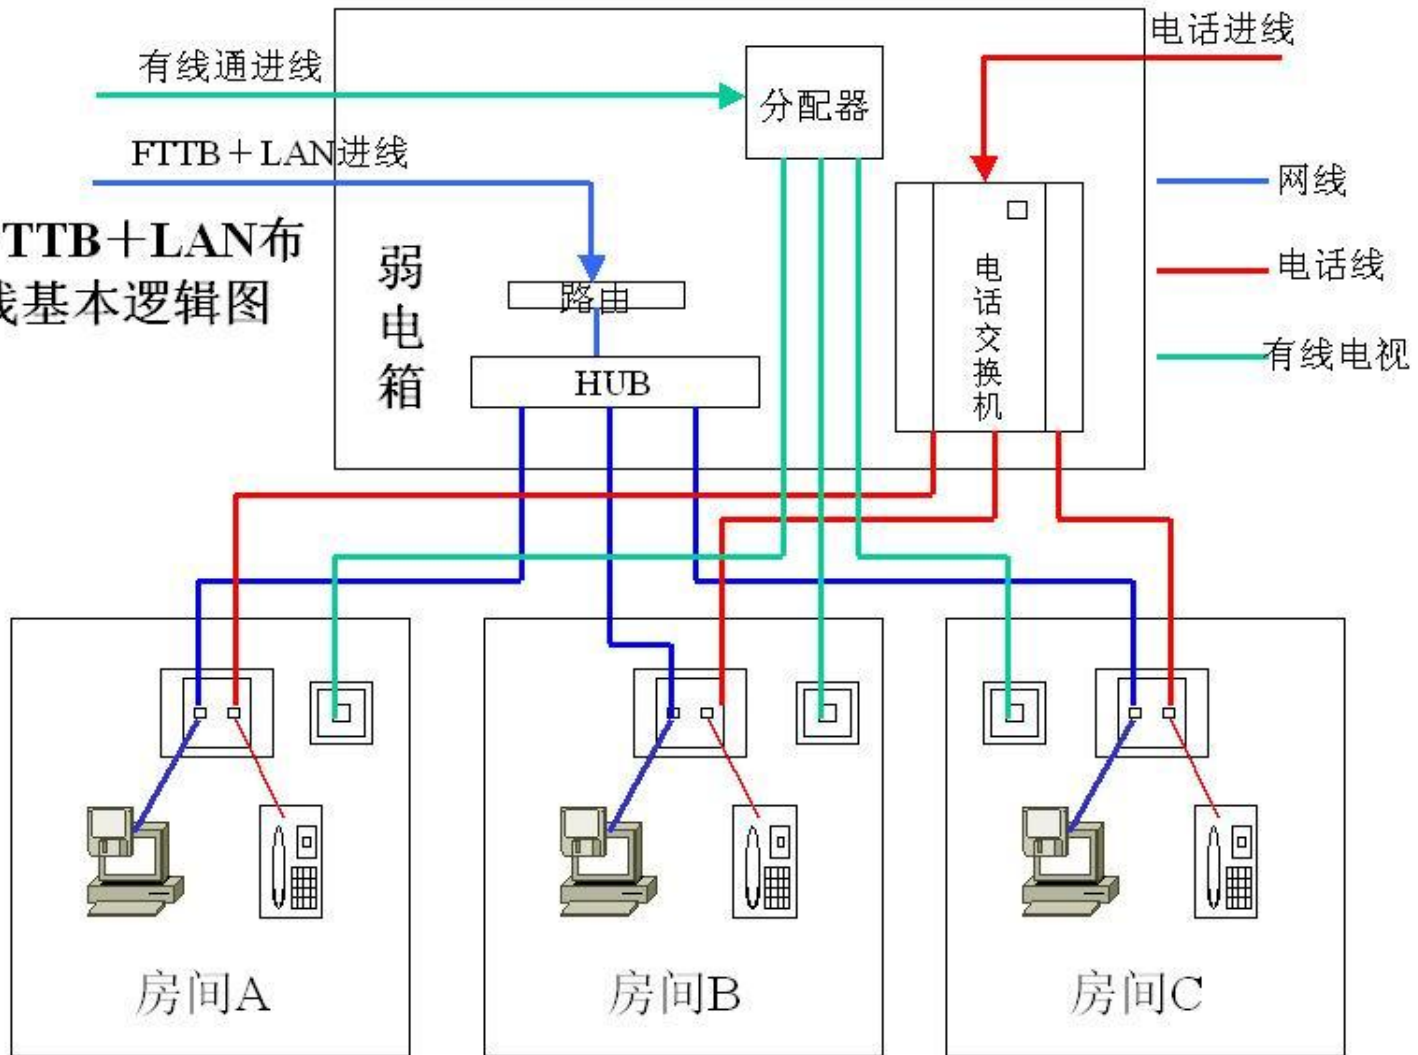 电话进线
有线通进线
分配器
FTTB+LAN进线
网线
TTB+LAN布
线基本逻辑图
弱电箱
路由
电话交换机
电话线
HUB
有线电视
房间A
房间B
房间C